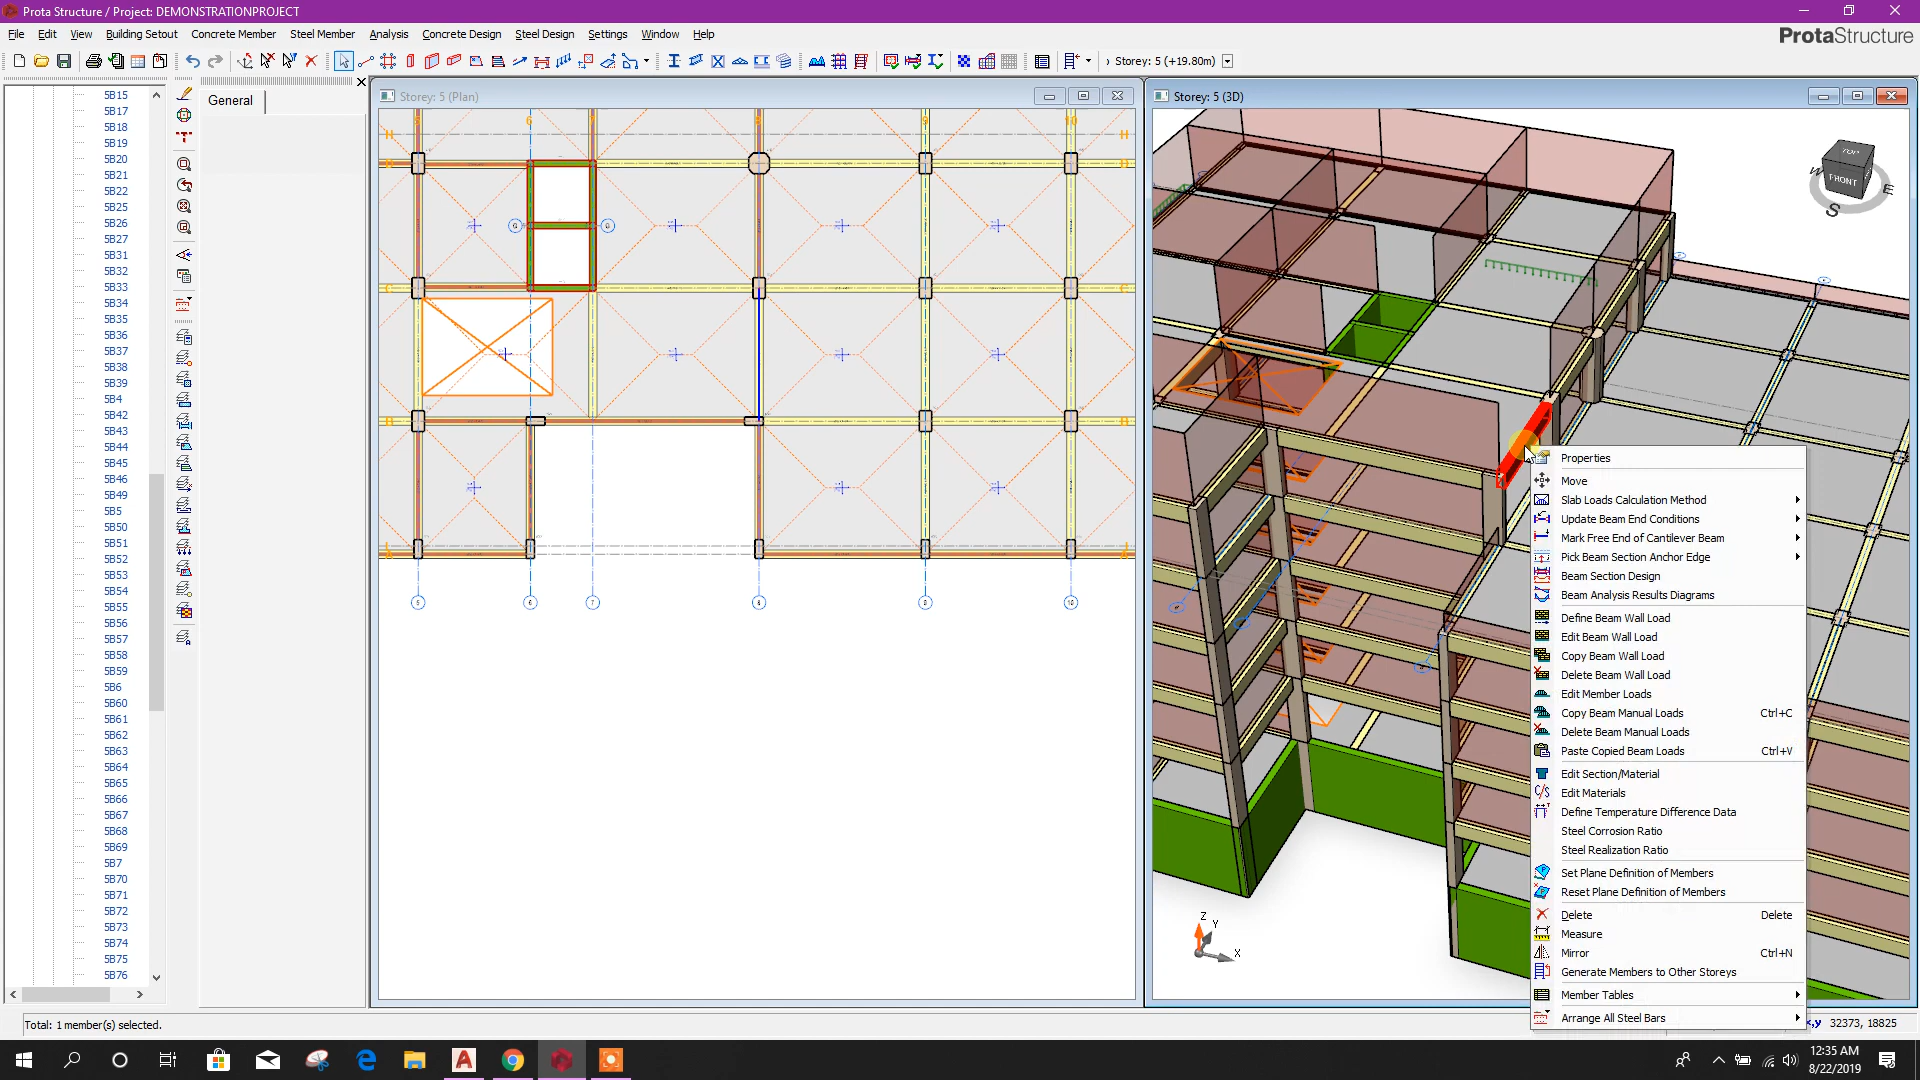 Prota Structure / Project: DEMONSTRATIONPROJECT
File Edit View Building Setout Concrete Member Steel Member Analysis Concrete Design Steel Design Settings Window Help
ProtaStructure
Storey: 5 (+19.80m)
General
Storey: 5 (Plan)
Storey: 5 (3D)
5B15
5B17
5B18
5B19
5B20
5B21
5B22
5B25
5B26
5B27
5B31
5B32
5B33
5B34
5B35
5B36
5B37
5B38
5B39
5B4
5B42
5B43
5B44
5B45
5B46
5B49
5B5
5B50
5B51
5B52
5B53
5B54
5B55
5B56
5B57
5B58
5B59
5B6
5B60
5B61
5B62
5B63
5B64
5B65
5B66
5B67
5B68
5B69
5B7
5B70
5B71
5B72
5B73
5B74
5B75
5B76
TOP
FRONT
W
E
S
Properties
Move
Slab Loads Calculation Method
Update Beam End Conditions
Mark Free End of Cantilever Beam
Pick Beam Section Anchor Edge
Beam Section Design
Beam Analysis Results Diagrams
Define Beam Wall Load
Edit Beam Wall Load
Copy Beam Wall Load
Delete Beam Wall Load
Edit Member Loads
Copy Beam Manual Loads Ctrl+C
Delete Beam Manual Loads
Paste Copied Beam Loads Ctrl+V
Edit Section/Material
Edit Materials
Define Temperature Difference Data
Steel Corrosion Ratio
Steel Realization Ratio
Set Plane Definition of Members
Reset Plane Definition of Members
Delete Delete
Measure
Mirror Ctrl+N
Generate Members to Other Storeys
Member Tables
Arrange All Steel Bars
Z
Y
X
Total: 1 member(s) selected.
x,y 32373, 18825
12:35 AM
8/22/2019